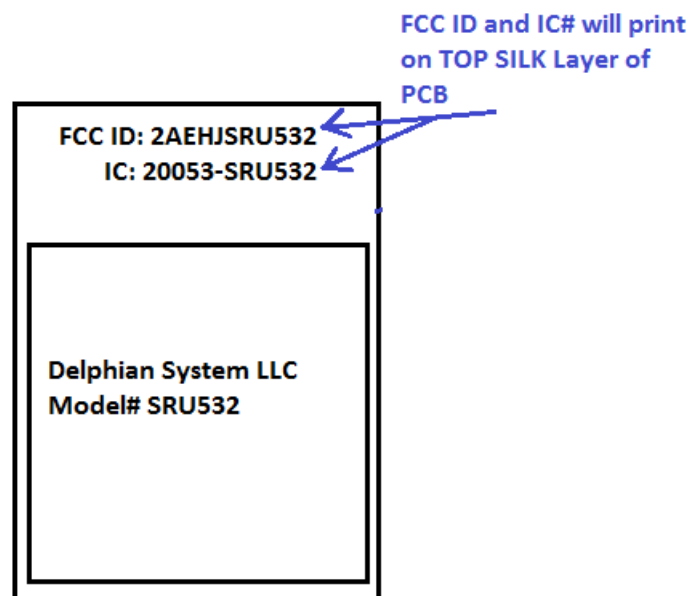 FCC ID and IC# will print
on TOP SILK Layer of
PCB
FCC ID: 2AEHJSRU532
IC: 20053-SRU532
Delphian System LLC
Model# SRU532